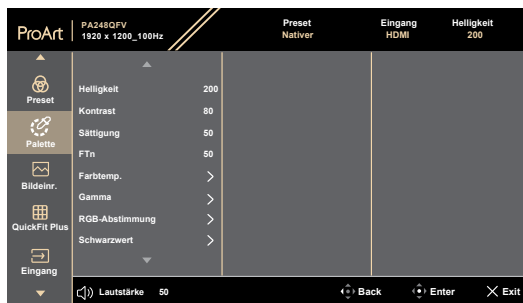 ProArt
PA248QFV
1920 x 1200_100Hz
Preset
Nativer
Eingang
HDMI
Helligkeit
200
Preset
Palette
Bildeinr.
QuickFit Plus
Eingang
Helligkeit 200
Kontrast 80
Sättigung 50
FTn 50
Farbtemp.
Gamma
RGB-Abstimmung
Schwarzwert
Lautstärke 50
Back
Enter
Exit